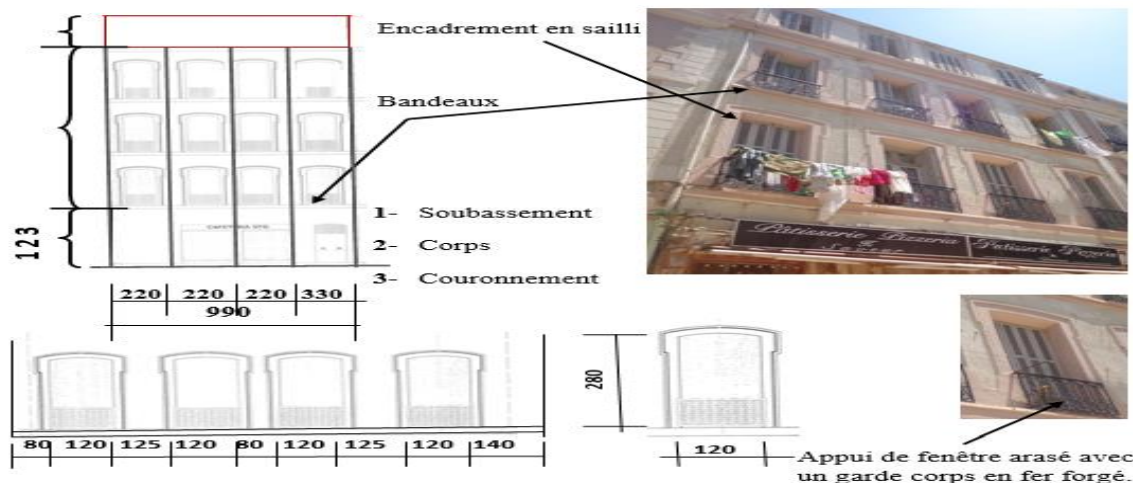 Encadrement en sailli
Bandeaux
1- Soubassement
2- Corps
3- Couronnement
123
220 220 220 330
990
Pâtisserie Pizzeria
Patisserie Pizzeria
80 120 125 120 80 120 125 120 140
280
120
Appui de fenêtre arasé avec
un garde corps en fer forgé.